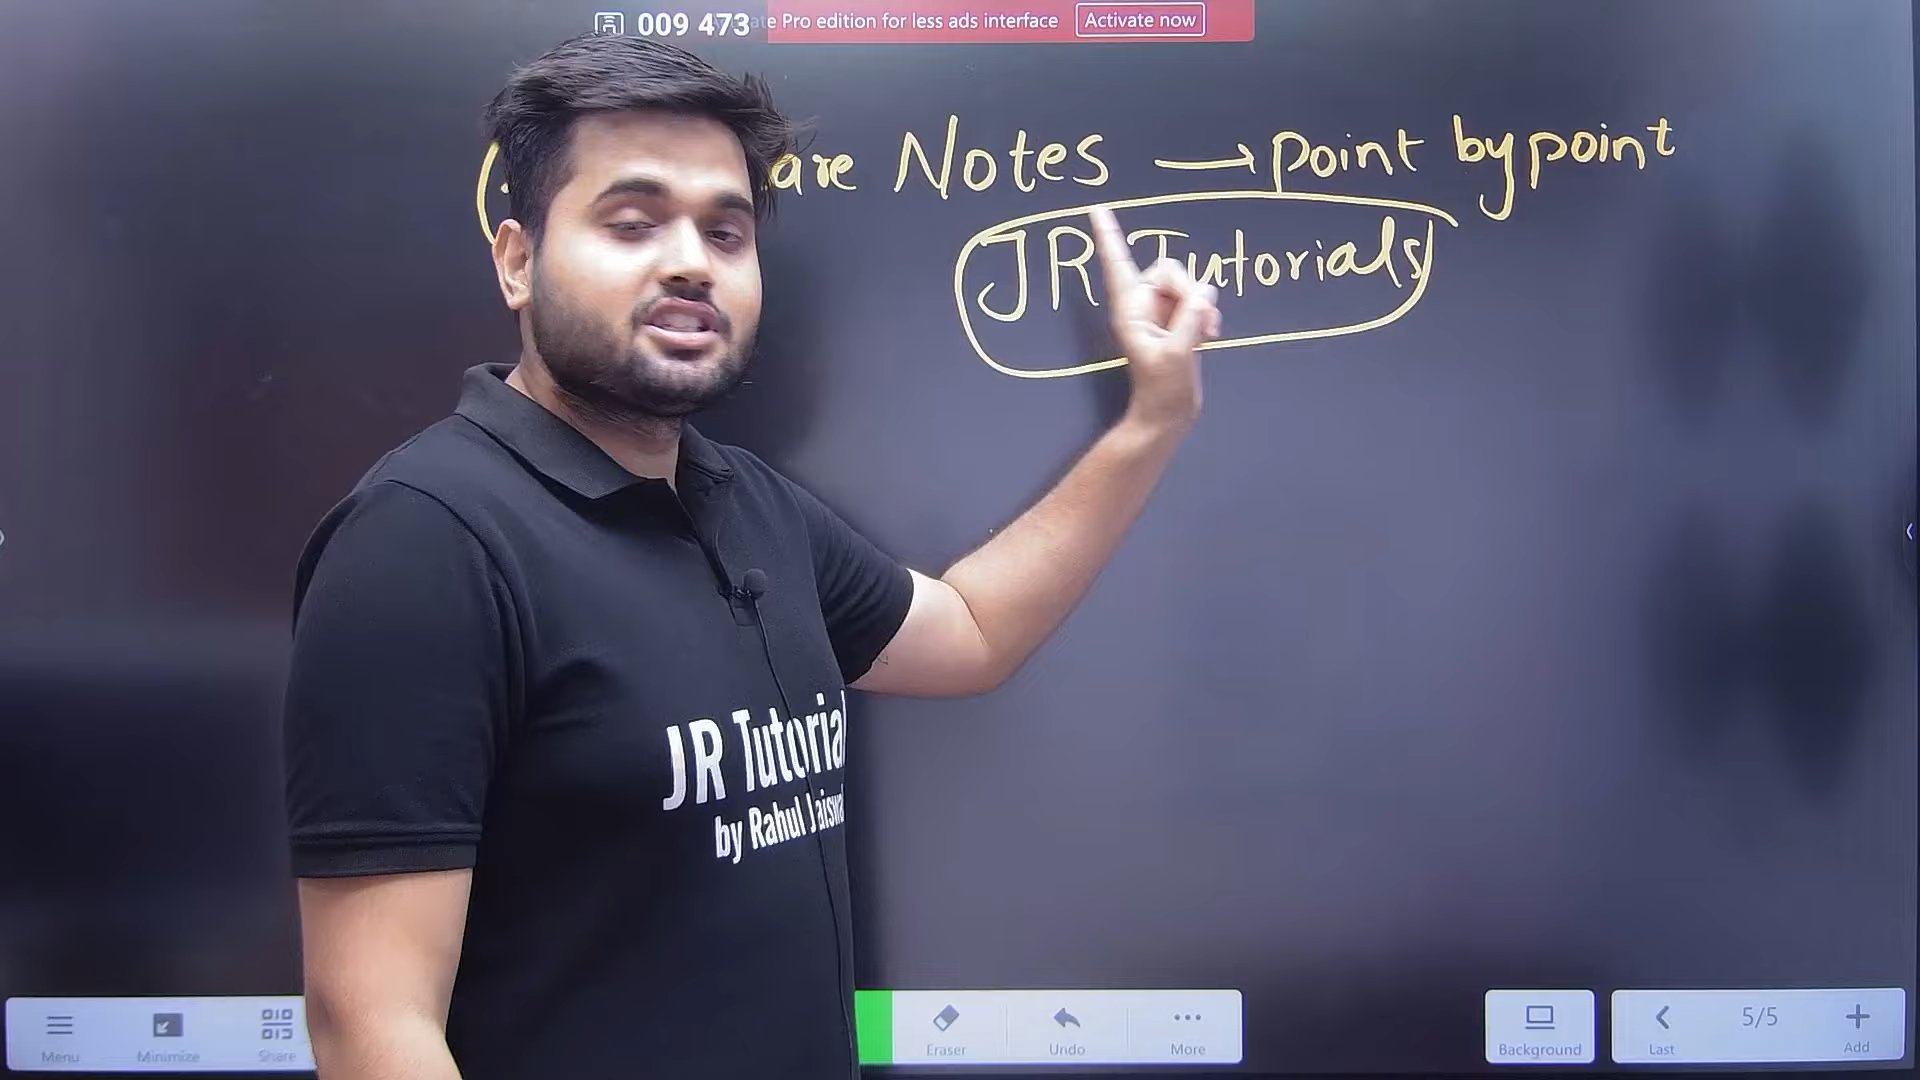 009 473
Pro edition for less ads interface Activate now
Notes → point by point
JR Tutorials
JR Tutorial
by Rahul Jaiswal
Menu Minimize Share Eraser Undo More Background Last 5/5 Add